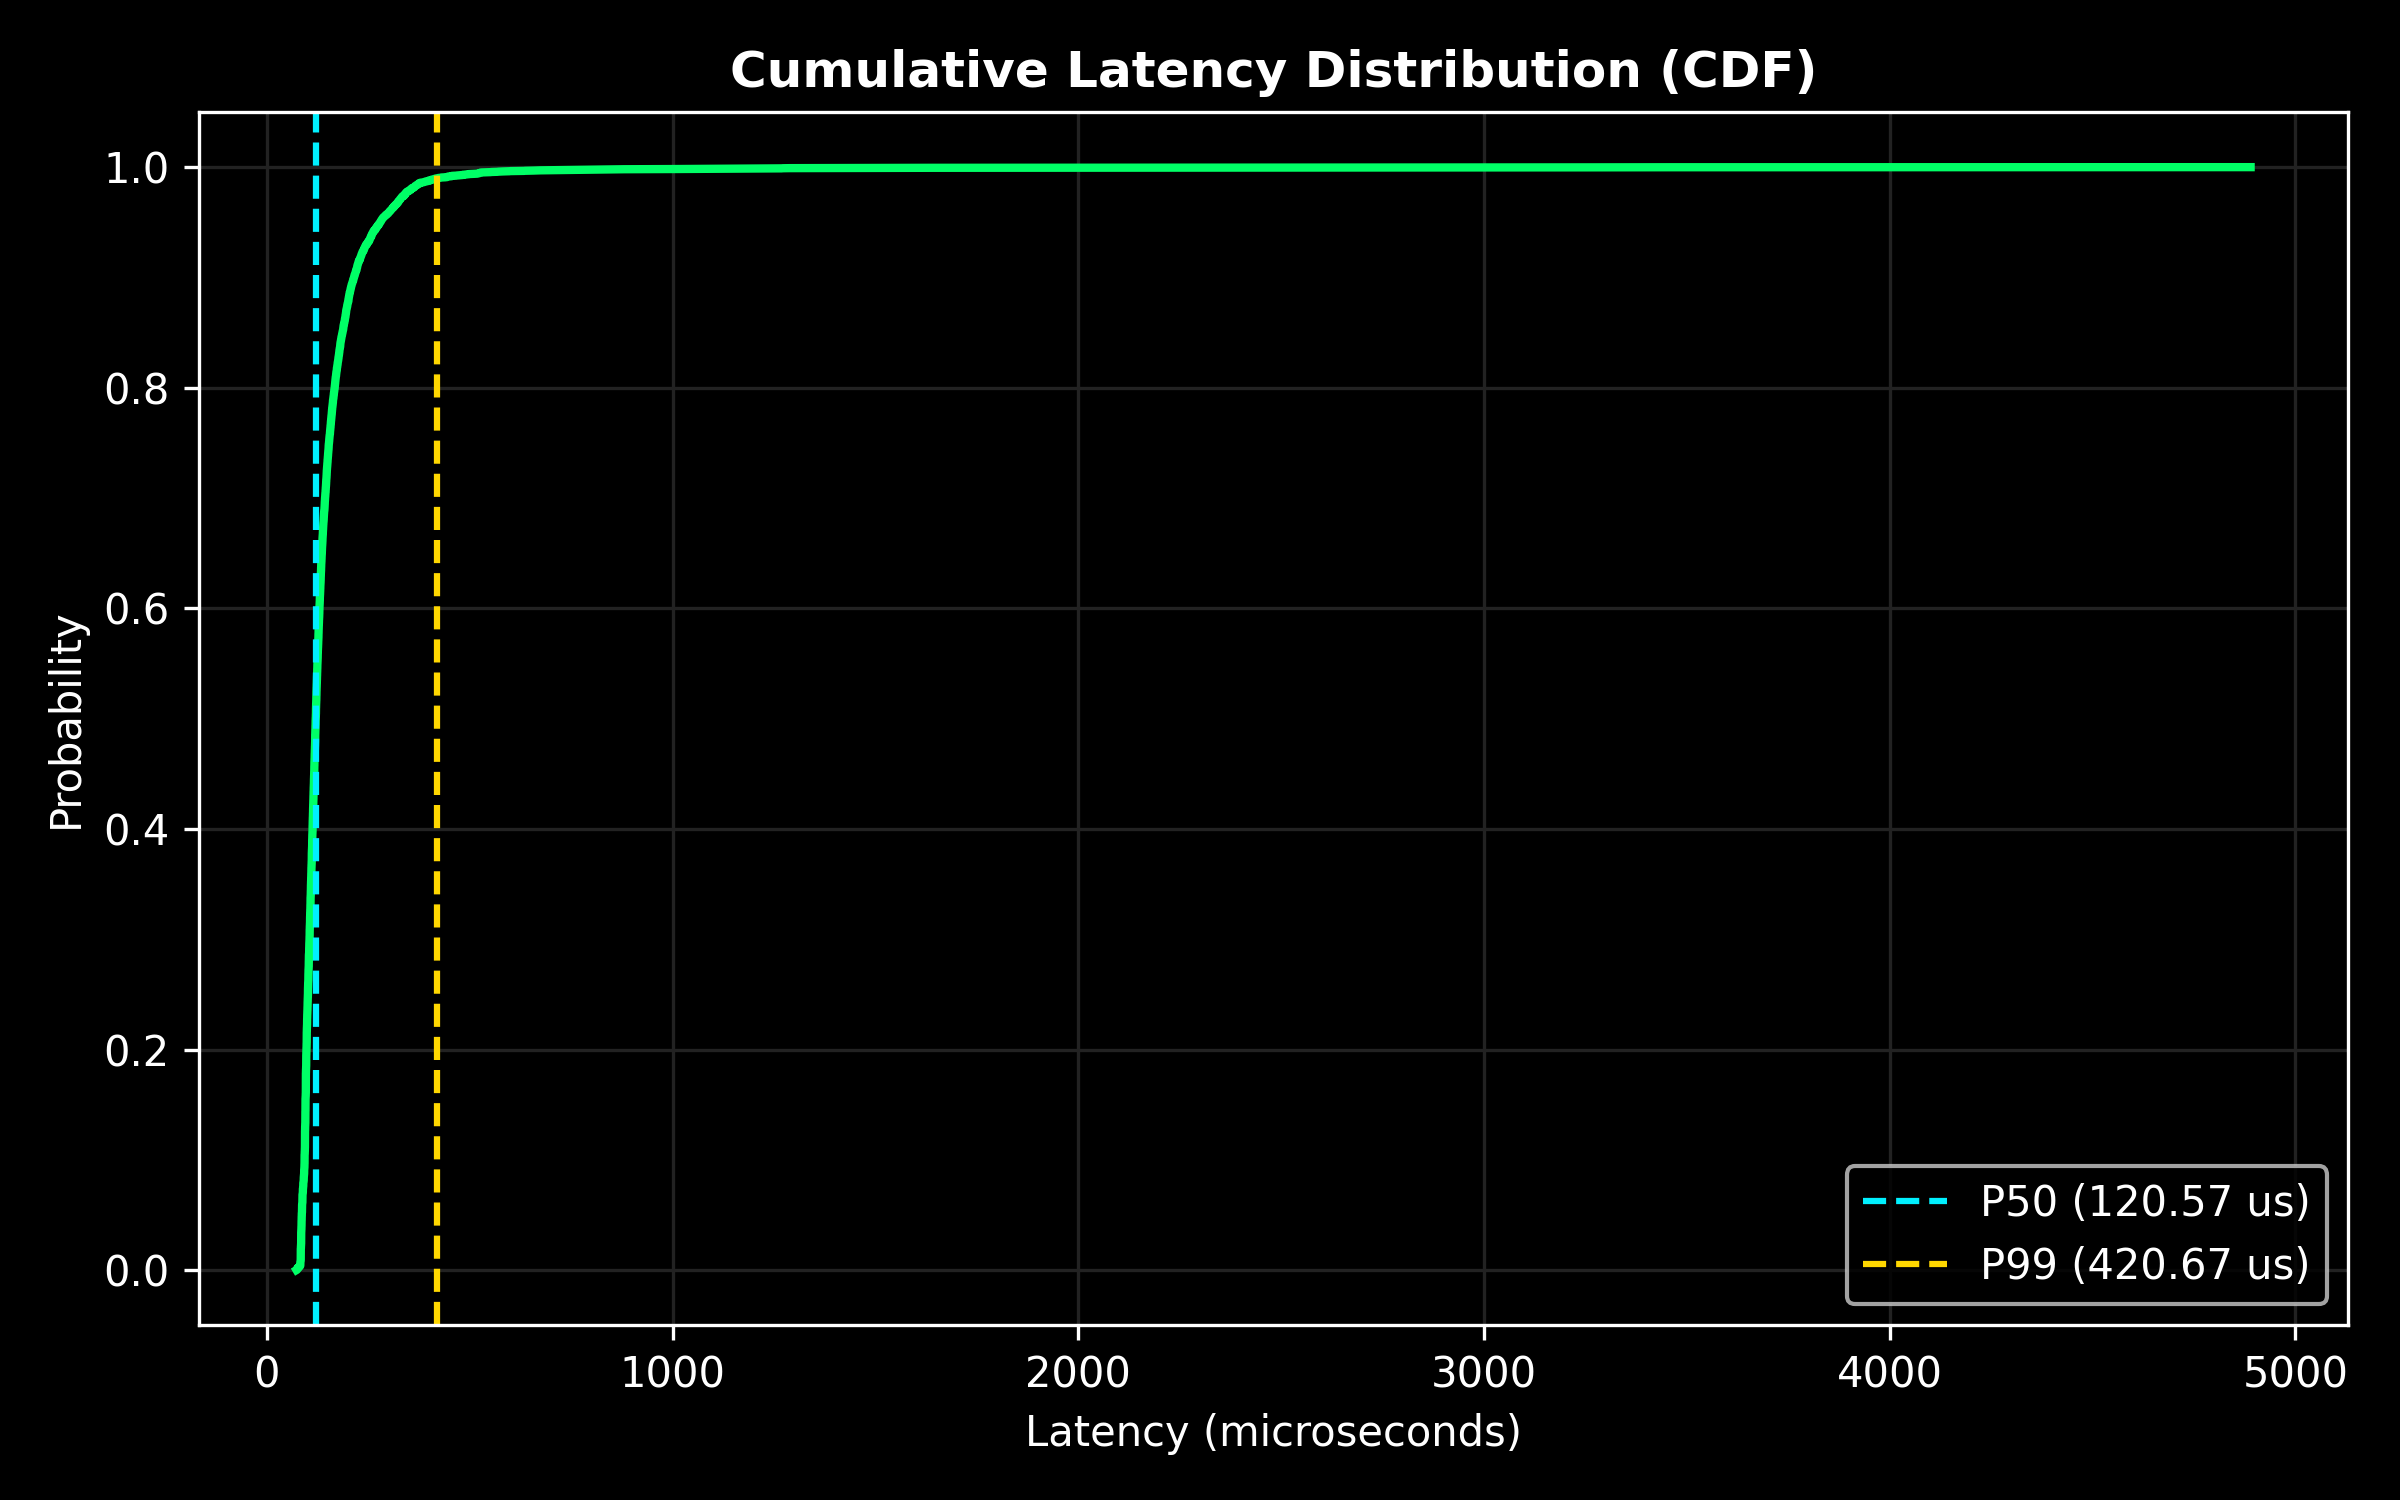 Cumulative Latency Distribution (CDF)
1.0
0.8
0.6
0.4
0.2
0.0
Probability
0 1000 2000 3000 4000 5000
Latency (microseconds)
P50 (120.57 us)
P99 (420.67 us)